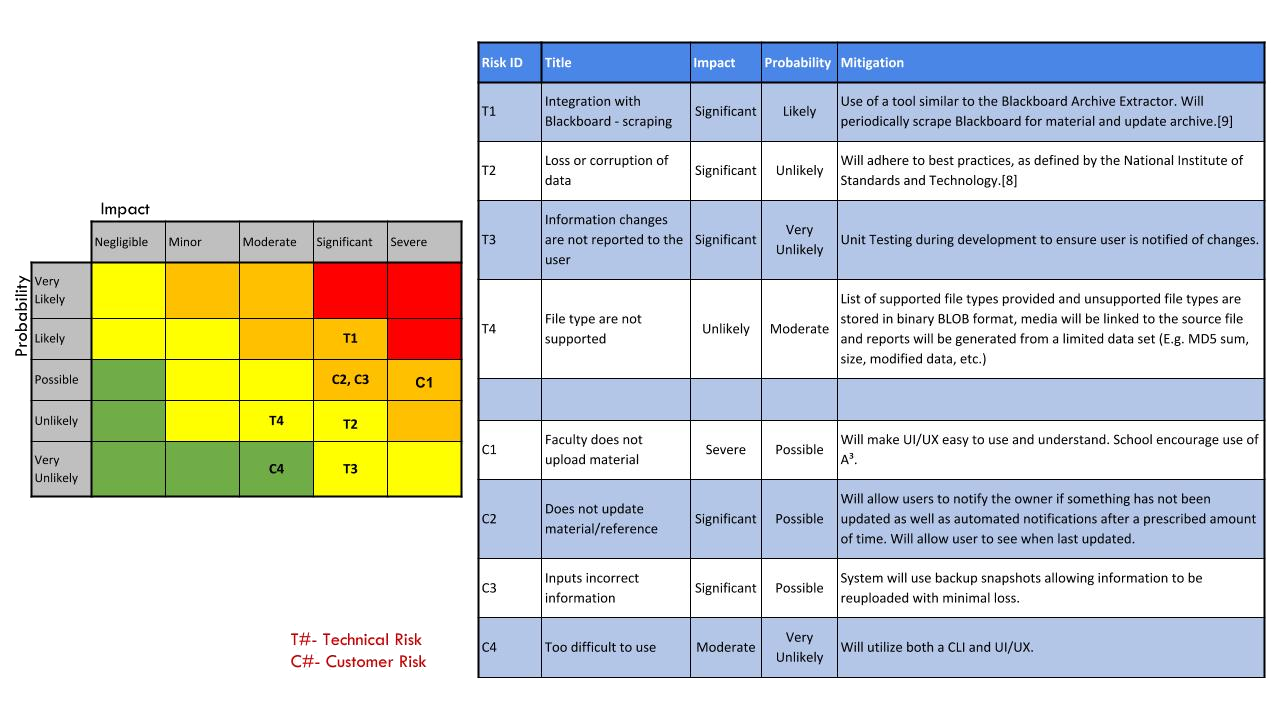 Impact
Negligible Minor Moderate Significant Severe
Probability
Very
Likely
Likely T1
Possible C2, C3 C1
Unlikely T4 T2
Very
Unlikely C4 T3
T#- Technical Risk
C#- Customer Risk
Risk ID Title Impact Probability Mitigation
T1
Integration with
Blackboard - scraping
Significant
Likely
Use of a tool similar to the Blackboard Archive Extractor. Will
periodically scrape Blackboard for material and update archive.[9]
T2
Loss or corruption of
data
Significant
Unlikely
Will adhere to best practices, as defined by the National Institute of
Standards and Technology.[8]
T3
Information changes
are not reported to the
user
Significant
Very
Unlikely
Unit Testing during development to ensure user is notified of changes.
T4
File type are not
supported
Unlikely
Moderate
List of supported file types provided and unsupported file types are
stored in binary BLOB format, media will be linked to the source file
and reports will be generated from a limited data set (E.g. MD5 sum,
size, modified data, etc.)
C1
Faculty does not
upload material
Severe
Possible
Will make UI/UX easy to use and understand. School encourage use of
A³.
C2
Does not update
material/reference
Significant
Possible
Will allow users to notify the owner if something has not been
updated as well as automated notifications after a prescribed amount
of time. Will allow user to see when last updated.
C3
Inputs incorrect
information
Significant
Possible
System will use backup snapshots allowing information to be
reuploaded with minimal loss.
C4
Too difficult to use
Moderate
Very
Unlikely
Will utilize both a CLI and UI/UX.